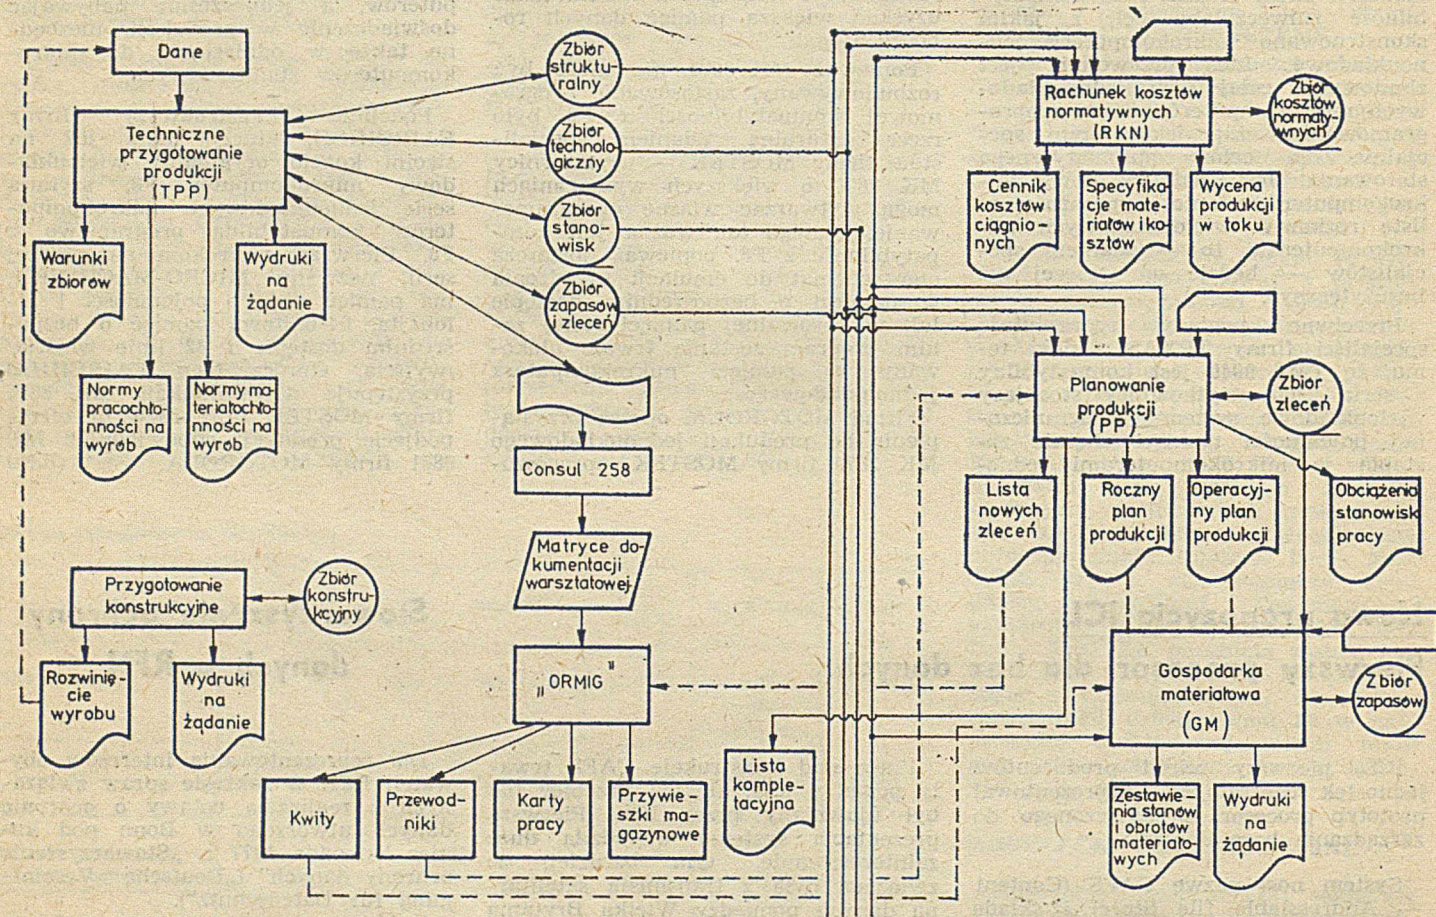 Dane
Techniczne
przygotowanie
produkcji
(TPP)
Warunki
zbiorów
Wydruki
na
żądanie
Normy
pracochłon-
ności na
wyrób
Normy ma-
teriałochło-
nności na
wyrób
Zbiór
struktu-
ralny
Zbiór
technolo-
giczny
Zbiór
stano-
wisk
Zbiór
zapasów
i zleceń
Consul 258
Matryce do-
kumentacji
warsztatowej
„ORMIG"
Kwity
Przewod-
niki
Karty
pracy
Przywie-
szki ma-
gazynowe
Przygotowanie
konstrukcyjne
Zbiór
konstru-
kcyjny
Rozwinię-
cie
wyrobu
Wydruki
na
żądanie
Rachunek kosztów
normatywnych
(RKN)
Zbiór
kosztów
normaty-
wnych
Cennik
kosztów
ciągnio-
nych
Specyfika-
cje mate-
riałów i ko-
sztów
Wycena
produkcji
w toku
Planowanie
produkcji
(PP)
Zbiór
zleceń
Lista
nowych
zleceń
Roczny
plan
produkcji
Operacyj-
ny plan
produkcji
Obciążenia
stanowisk
pracy
Gospodarka
materiałowa
(GM)
Zbiór
zapasów
Lista
komple-
tacyjna
Zestawie-
nia stanów
i obrotów
materiało-
wych
Wydruki
na
żądanie